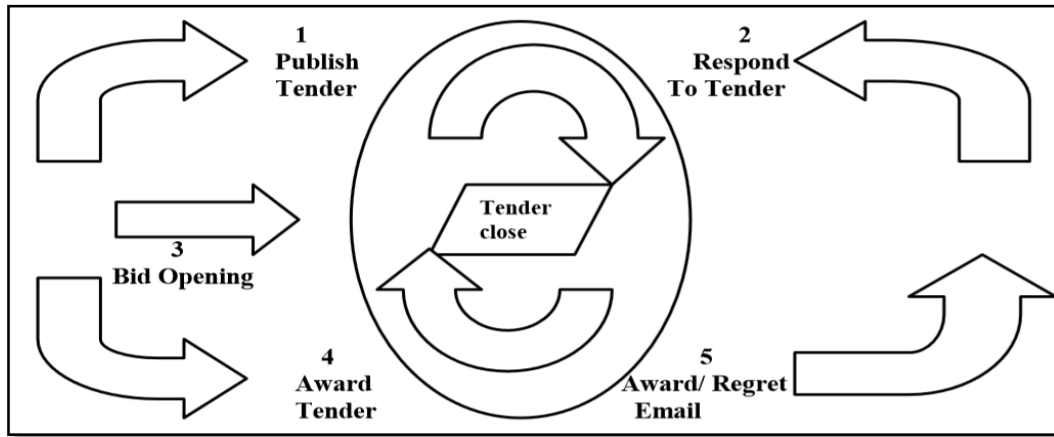 1
Publish
Tender
2
Respond
To Tender
Tender
close
3
Bid Opening
4
Award
Tender
5
Award/ Regret
Email